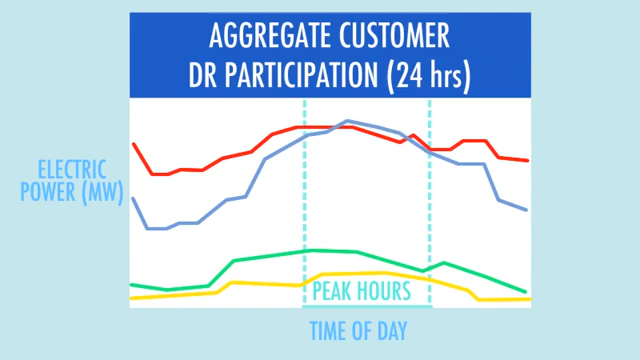 AGGREGATE CUSTOMER
DR PARTICIPATION (24 hrs)
ELECTRIC
POWER (MW)
PEAK HOURS
TIME OF DAY